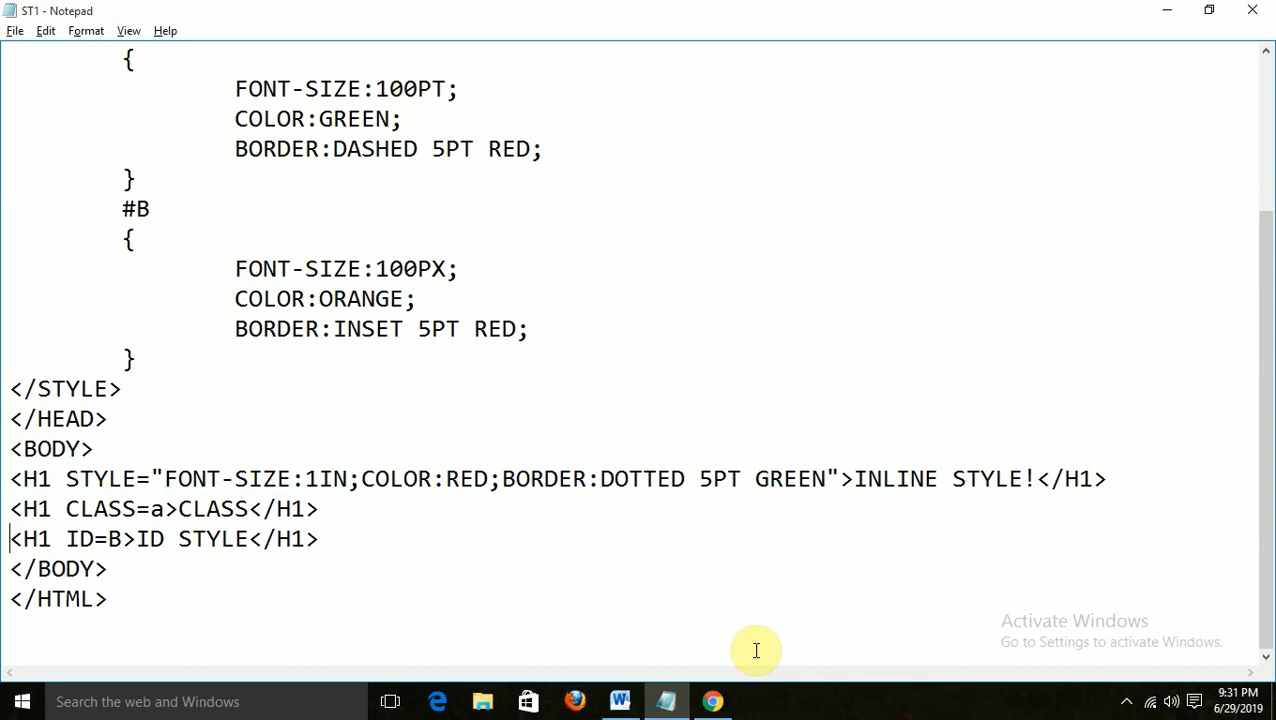 ST1 - Notepad
File Edit Format View Help
{
FONT-SIZE:100PT;
COLOR:GREEN;
BORDER:DASHED 5PT RED;
}
#B
{
FONT-SIZE:100PX;
COLOR:ORANGE;
BORDER:INSET 5PT RED;
}
</STYLE>
</HEAD>
<BODY>
<H1 STYLE="FONT-SIZE:1IN;COLOR:RED;BORDER:DOTTED 5PT GREEN">INLINE STYLE!</H1>
<H1 CLASS=a>CLASS</H1>
<H1 ID=B>ID STYLE</H1>
</BODY>
</HTML>
Activate Windows
Go to Settings to activate Windows.
Search the web and Windows
9:31 PM
6/29/2019